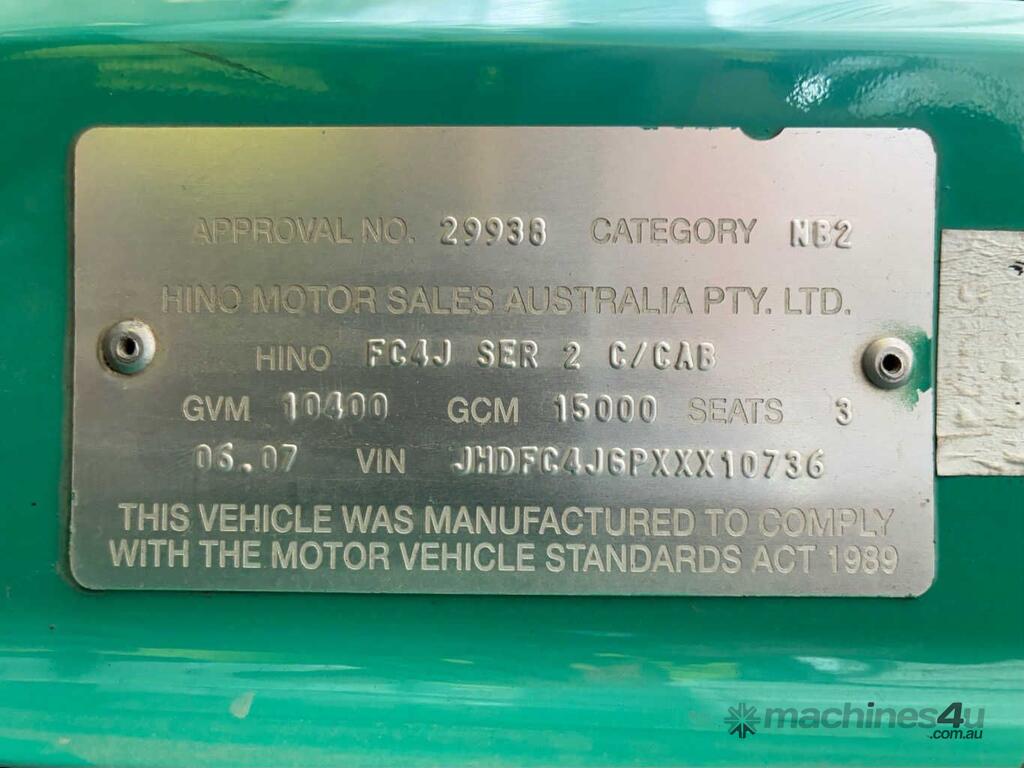 APPROVAL NO. 29938 CATEGORY NB2
HINO MOTOR SALES AUSTRALIA PTY. LTD.
HINO FC4J SER 2 C/CAB
GVM 10400 GCM 15000 SEATS 3
06.07 VIN JHDFC4J6PXXX10736
THIS VEHICLE WAS MANUFACTURED TO COMPLY
WITH THE MOTOR VEHICLE STANDARDS ACT 1989
machines4u
.com.au